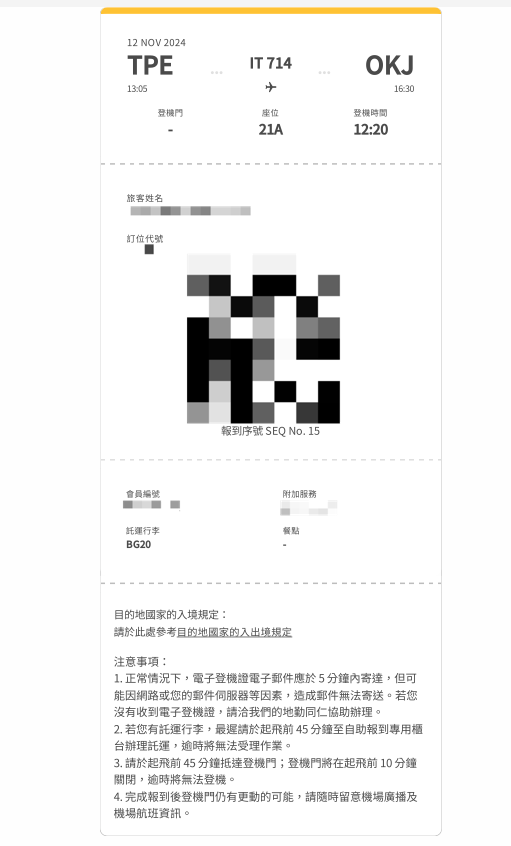 12 NOV 2024
TPE ... IT 714 ... OKJ
13:05 16:30
登機門 座位 登機時間
- 21A 12:20
旅客姓名
訂位代號
報到序號 SEQ No. 15
會員編號 附加服務
託運行李 餐點
BG20 -
目的地國家的入境規定：
請於此處參考目的地國家的入出境規定
注意事項：
1. 正常情況下，電子登機證電子郵件應於 5 分鐘內寄達，但可
能因網路或您的郵件伺服器等因素，造成郵件無法寄送。若您
沒有收到電子登機證，請洽我們的地勤同仁協助辦理。
2. 若您有託運行李，最遲請於起飛前 45 分鐘至自助報到專用櫃
台辦理託運，逾時將無法受理作業。
3. 請於起飛前 45 分鐘抵達登機門；登機門將在起飛前 10 分鐘
關閉，逾時將無法登機。
4. 完成報到後登機門仍有更動的可能，請隨時留意機場廣播及
機場航班資訊。